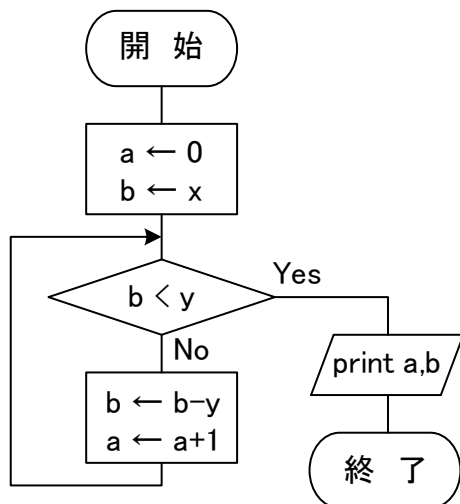 開 始
a ← 0
b ← x
b < y
Yes
No
print a,b
b ← b-y
a ← a+1
終 了